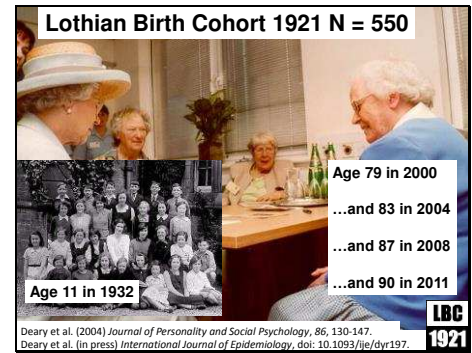 Lothian Birth Cohort 1921 N = 550
Age 79 in 2000
…and 83 in 2004
…and 87 in 2008
…and 90 in 2011
Age 11 in 1932
LBC
1921
Deary et al. (2004) Journal of Personality and Social Psychology, 86, 130-147.
Deary et al. (in press) International Journal of Epidemiology, doi: 10.1093/ije/dyr197.